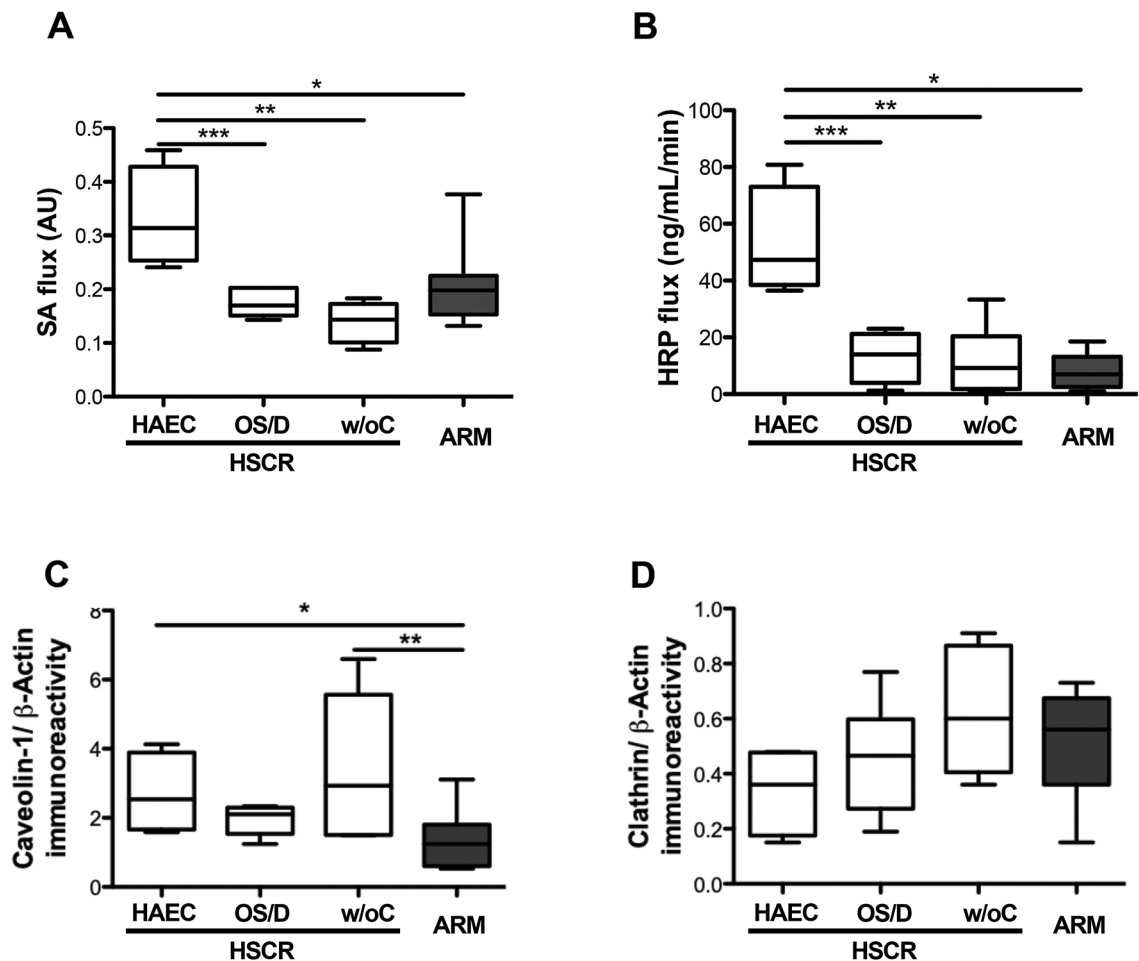 A
*
**
***
SA flux (AU)
0.5
0.4
0.3
0.2
0.1
0.0
HAEC OS/D w/oC ARM
HSCR
B
*
**
***
HRP flux (ng/mL/min)
100
80
60
40
20
0
HAEC OS/D w/oC ARM
HSCR
C
*
**
Caveolin-1/ β-Actin
immunoreactivity
8
6
4
2
0
HAEC OS/D w/oC ARM
HSCR
D
Clathrin/ β-Actin
immunoreactivity
1.0
0.8
0.6
0.4
0.2
0.0
HAEC OS/D w/oC ARM
HSCR